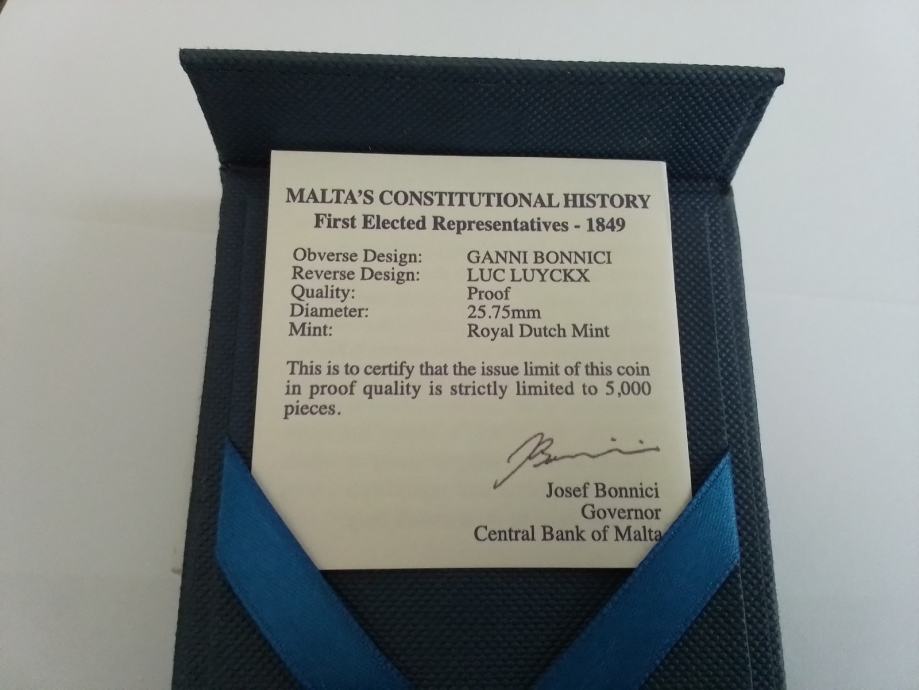 MALTA'S CONSTITUTIONAL HISTORY
First Elected Representatives - 1849
Obverse Design: GANNI BONNICI
Reverse Design: LUC LUYCKX
Quality: Proof
Diameter: 25.75mm
Mint: Royal Dutch Mint
This is to certify that the issue limit of this coin
in proof quality is strictly limited to 5,000
pieces.
Josef Bonnici
Governor
Central Bank of Malta